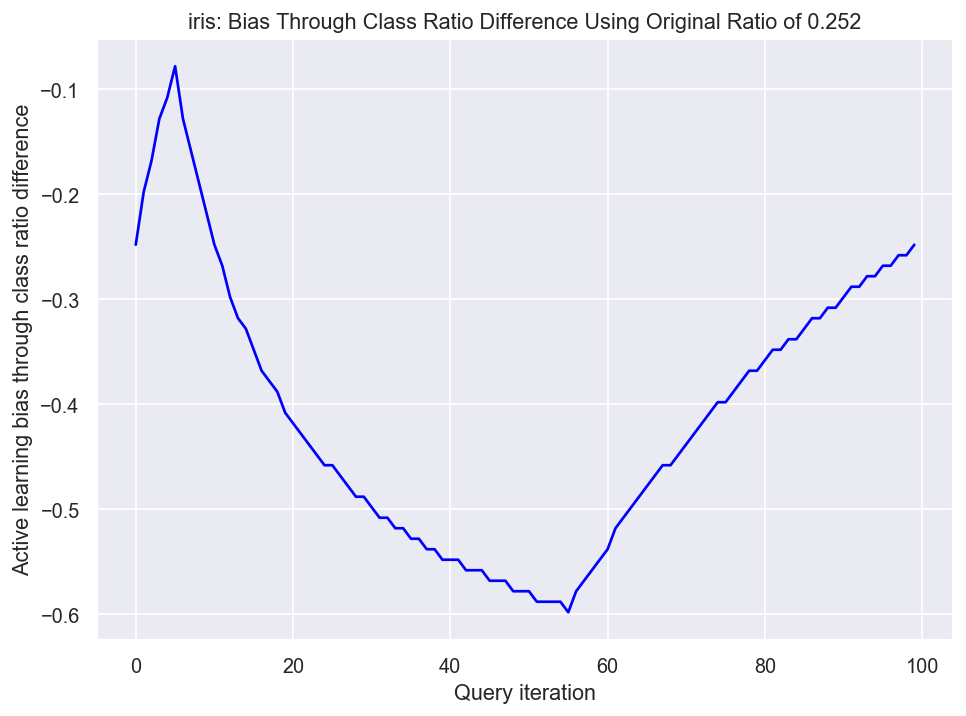 iris: Bias Through Class Ratio Difference Using Original Ratio of 0.252
Active learning bias through class ratio difference
−0.1
−0.2
−0.3
−0.4
−0.5
−0.6
0 20 40 60 80 100
Query iteration